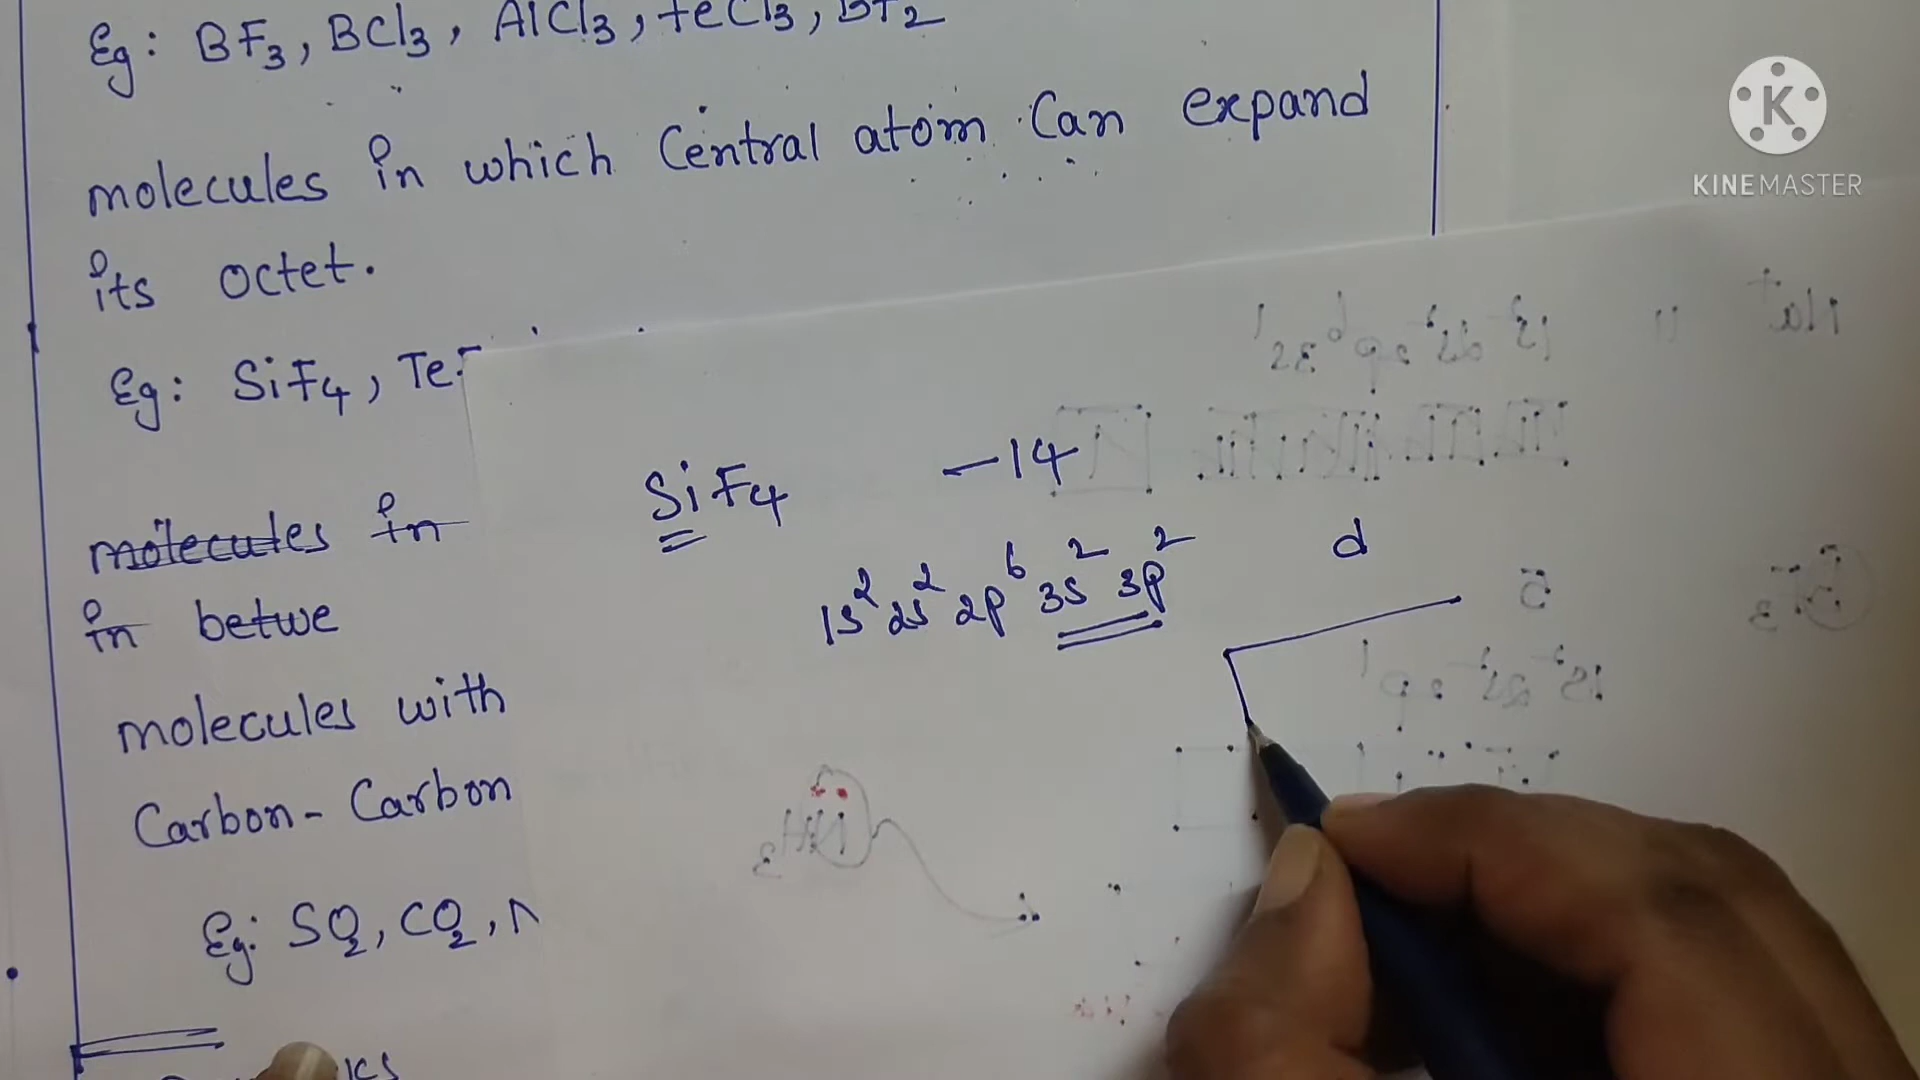 Eg: BF3, BCl3, AlCl3, FeCl3, BF2
molecules in which Central atom Can expand
its octet.
Eg: SiF4, TeF
molecules in
in betwe
molecules with
Carbon - Carbon
Eg: SO2, CO2,
SiF4 -14
1s² 2s² 2p⁶ 3s² 3p² d
K
KINEMASTER